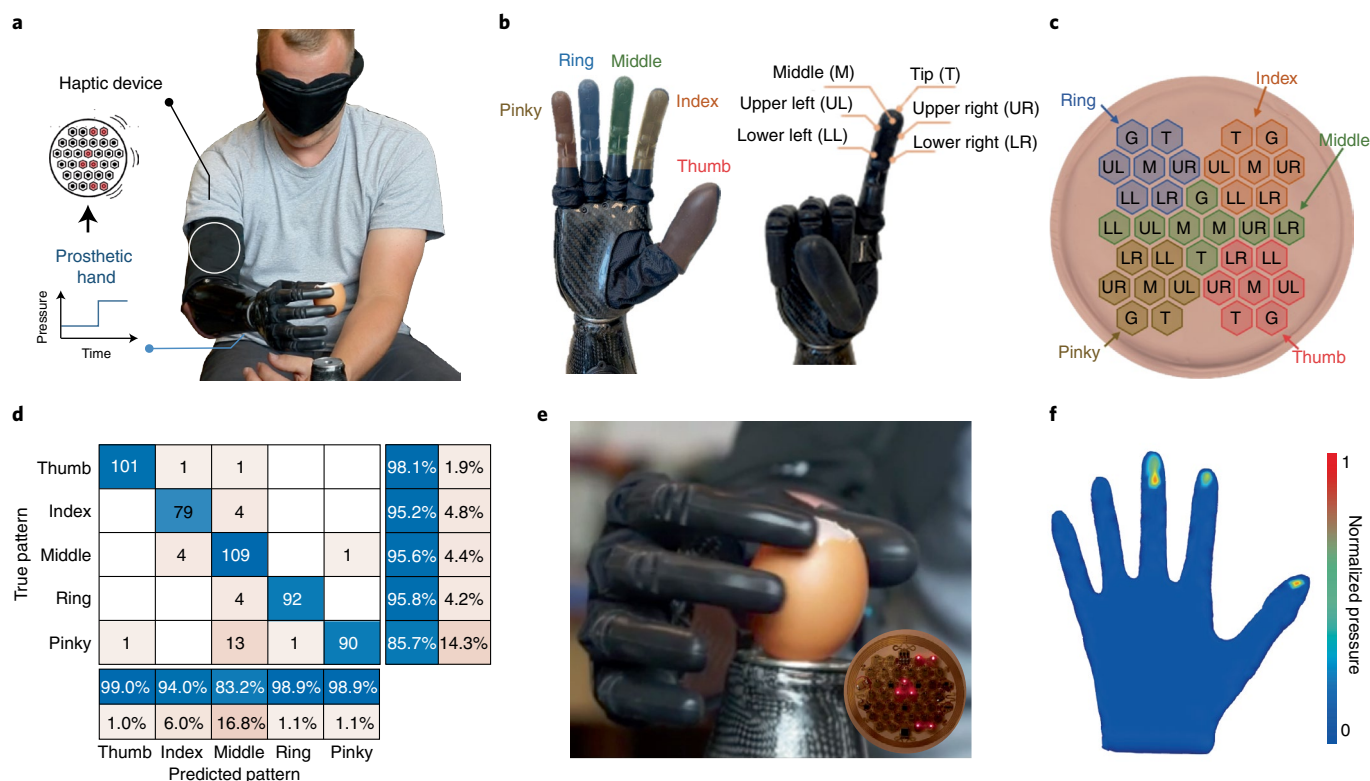 a
Haptic device
Prosthetic
hand
Pressure
Time
b
Ring
Middle
Pinky
Index
Thumb
Middle (M)
Tip (T)
Upper left (UL)
Upper right (UR)
Lower left (LL)
Lower right (LR)
c
Ring
Index
Middle
G T T G
UL M UR UL M UR
LL LR G LL LR
LL UL M M UR LR
LR LL T LR LL
UR M UL UR M UL
G T T G
Pinky
Thumb
d
True pattern
Thumb 101 1 1 98.1% 1.9%
Index 79 4 95.2% 4.8%
Middle 4 109 1 95.6% 4.4%
Ring 4 92 95.8% 4.2%
Pinky 1 13 1 90 85.7% 14.3%
99.0% 94.0% 83.2% 98.9% 98.9%
1.0% 6.0% 16.8% 1.1% 1.1%
Thumb Index Middle Ring Pinky
Predicted pattern
e
f
1
Normalized pressure
0